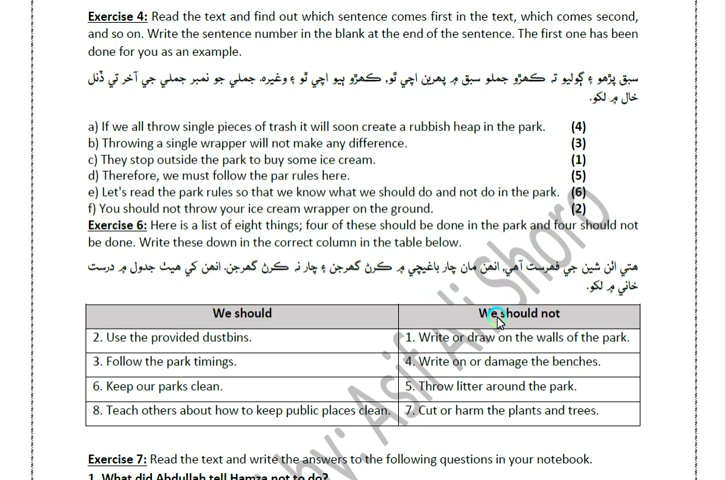 Exercise 4: Read the text and find out which sentence comes first in the text, which comes second,
and so on. Write the sentence number in the blank at the end of the sentence. The first one has been
done for you as an example.
سبق پڙهو ۽ ڳوليو تہ ڪهڙو جملو سبق ۾ پهرين اچي ٿو، ڪهڙو ٻيو اچي ٿو ۽ وغيره. جملي جو نمبر جملي جي آخر تي ڏنل
خال ۾ لکو.
a) If we all throw single pieces of trash it will soon create a rubbish heap in the park. (4)
b) Throwing a single wrapper will not make any difference. (3)
c) They stop outside the park to buy some ice cream. (1)
d) Therefore, we must follow the par rules here. (5)
e) Let's read the park rules so that we know what we should do and not do in the park. (6)
f) You should not throw your ice cream wrapper on the ground. (2)
Exercise 6: Here is a list of eight things; four of these should be done in the park and four should not
be done. Write these down in the correct column in the table below.
هتي اٺن شين جي فهرست آهي، انهن مان چار باغيچي ۾ ڪرڻ گهرجن ۽ چار نہ ڪرڻ گهرجن. انهن کي هيٺ جدول ۾ درست
خاني ۾ لکو.
We should We should not
2. Use the provided dustbins. 1. Write or draw on the walls of the park.
3. Follow the park timings. 4. Write on or damage the benches.
6. Keep our parks clean. 5. Throw litter around the park.
8. Teach others about how to keep public places clean. 7. Cut or harm the plants and trees.
Exercise 7: Read the text and write the answers to the following questions in your notebook.
1. What did Abdullah tell Hamza not to do?
by: Asif Ali Shoro